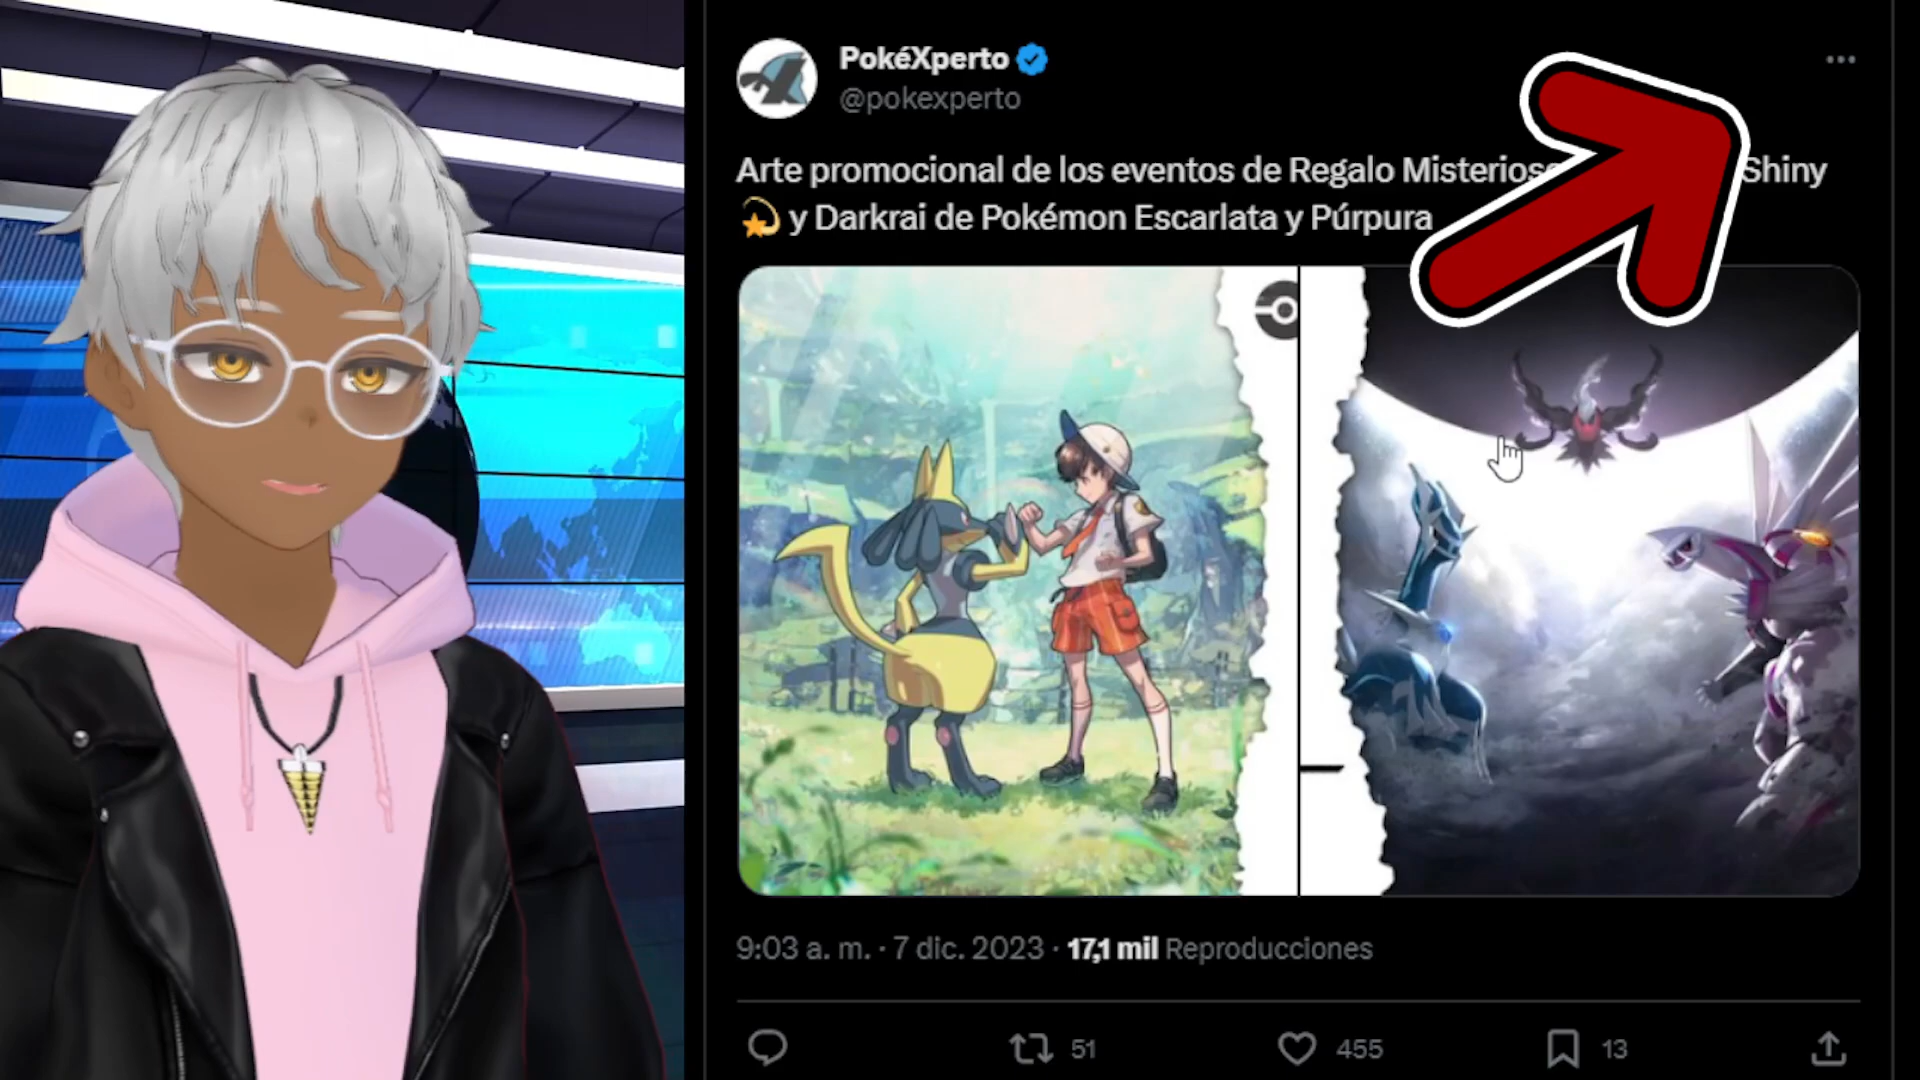 PokéXperto
@pokexperto
Arte promocional de los eventos de Regalo Misterioso Shiny
y Darkrai de Pokémon Escarlata y Púrpura
9:03 a. m. · 7 dic. 2023 · 17,1 mil Reproducciones
51 455 13